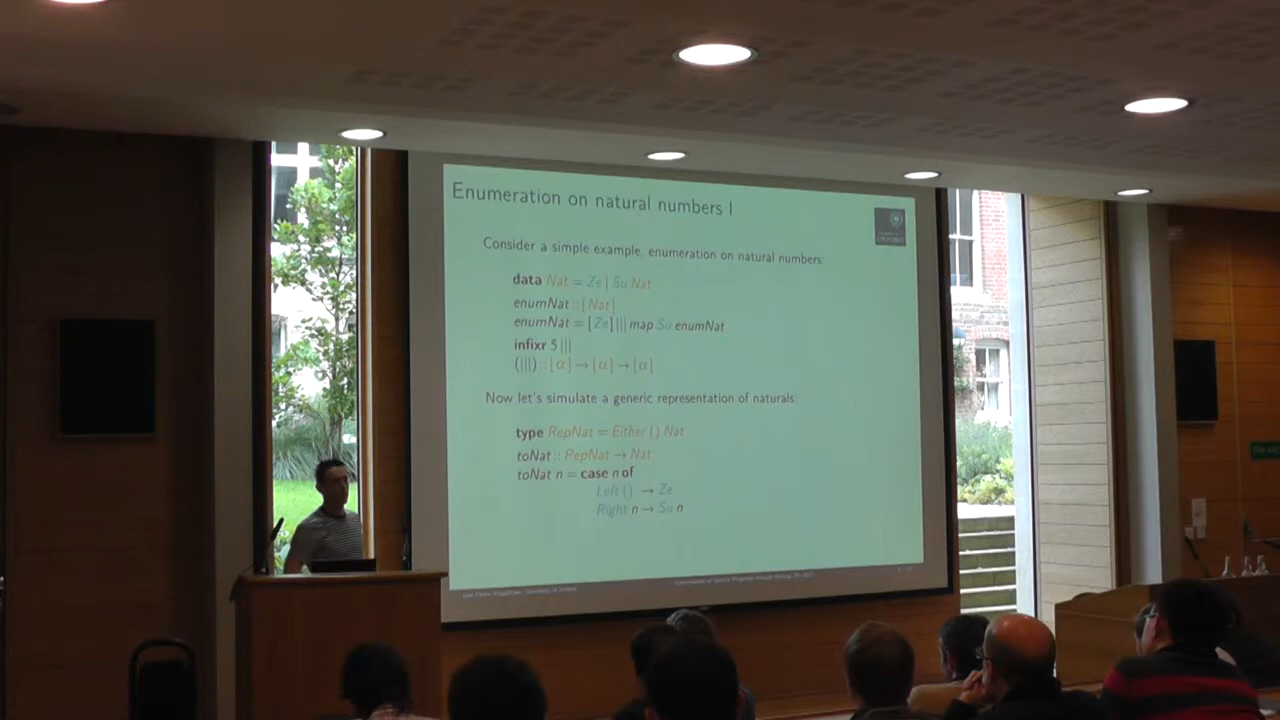 Enumeration on natural numbers I
Consider a simple example, enumeration on natural numbers:
data Nat = Ze | Su Nat
enumNat :: [Nat]
enumNat = [Ze] ||| map Su enumNat
infixr 5 |||
(|||) :: [α] → [α] → [α]
Now let's simulate a generic representation of naturals:
type RepNat = Either () Nat
toNat :: RepNat → Nat
toNat n = case n of
Left () → Ze
Right n → Su n